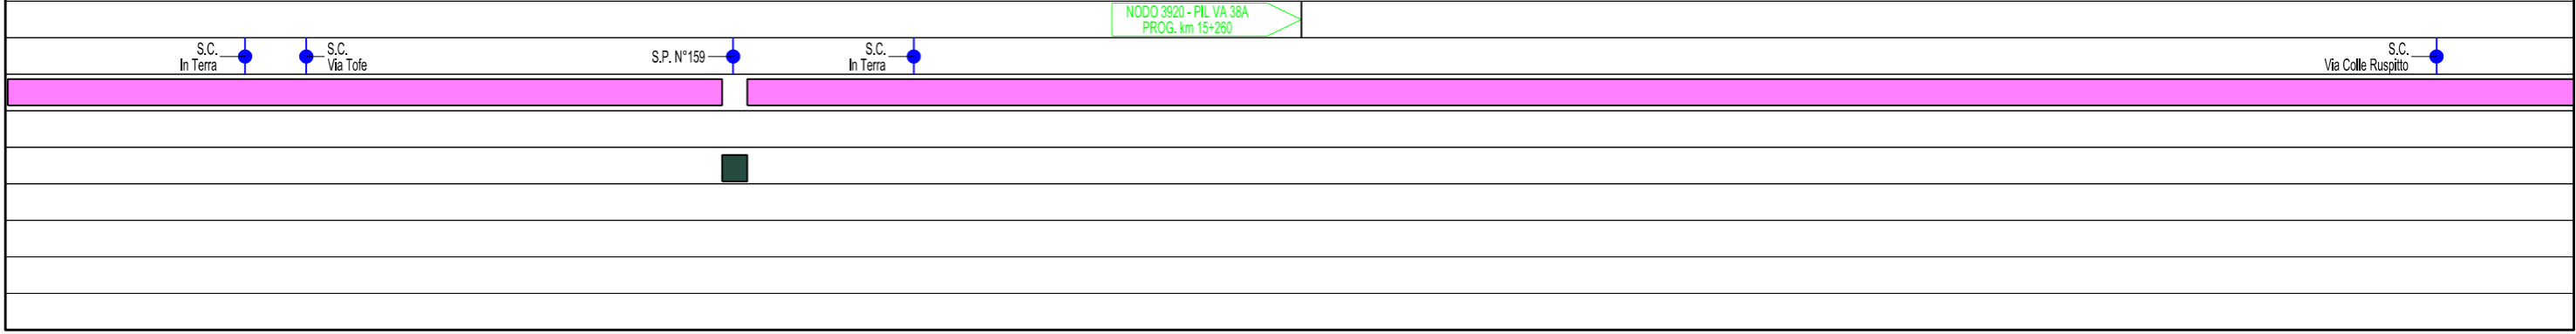 NODO 3920 - PIL VA 38A
PROG. km 15+260
S.C.
In Terra
S.C.
Via Tofe
S.P. N°159
S.C.
In Terra
S.C.
Via Colle Ruspitto